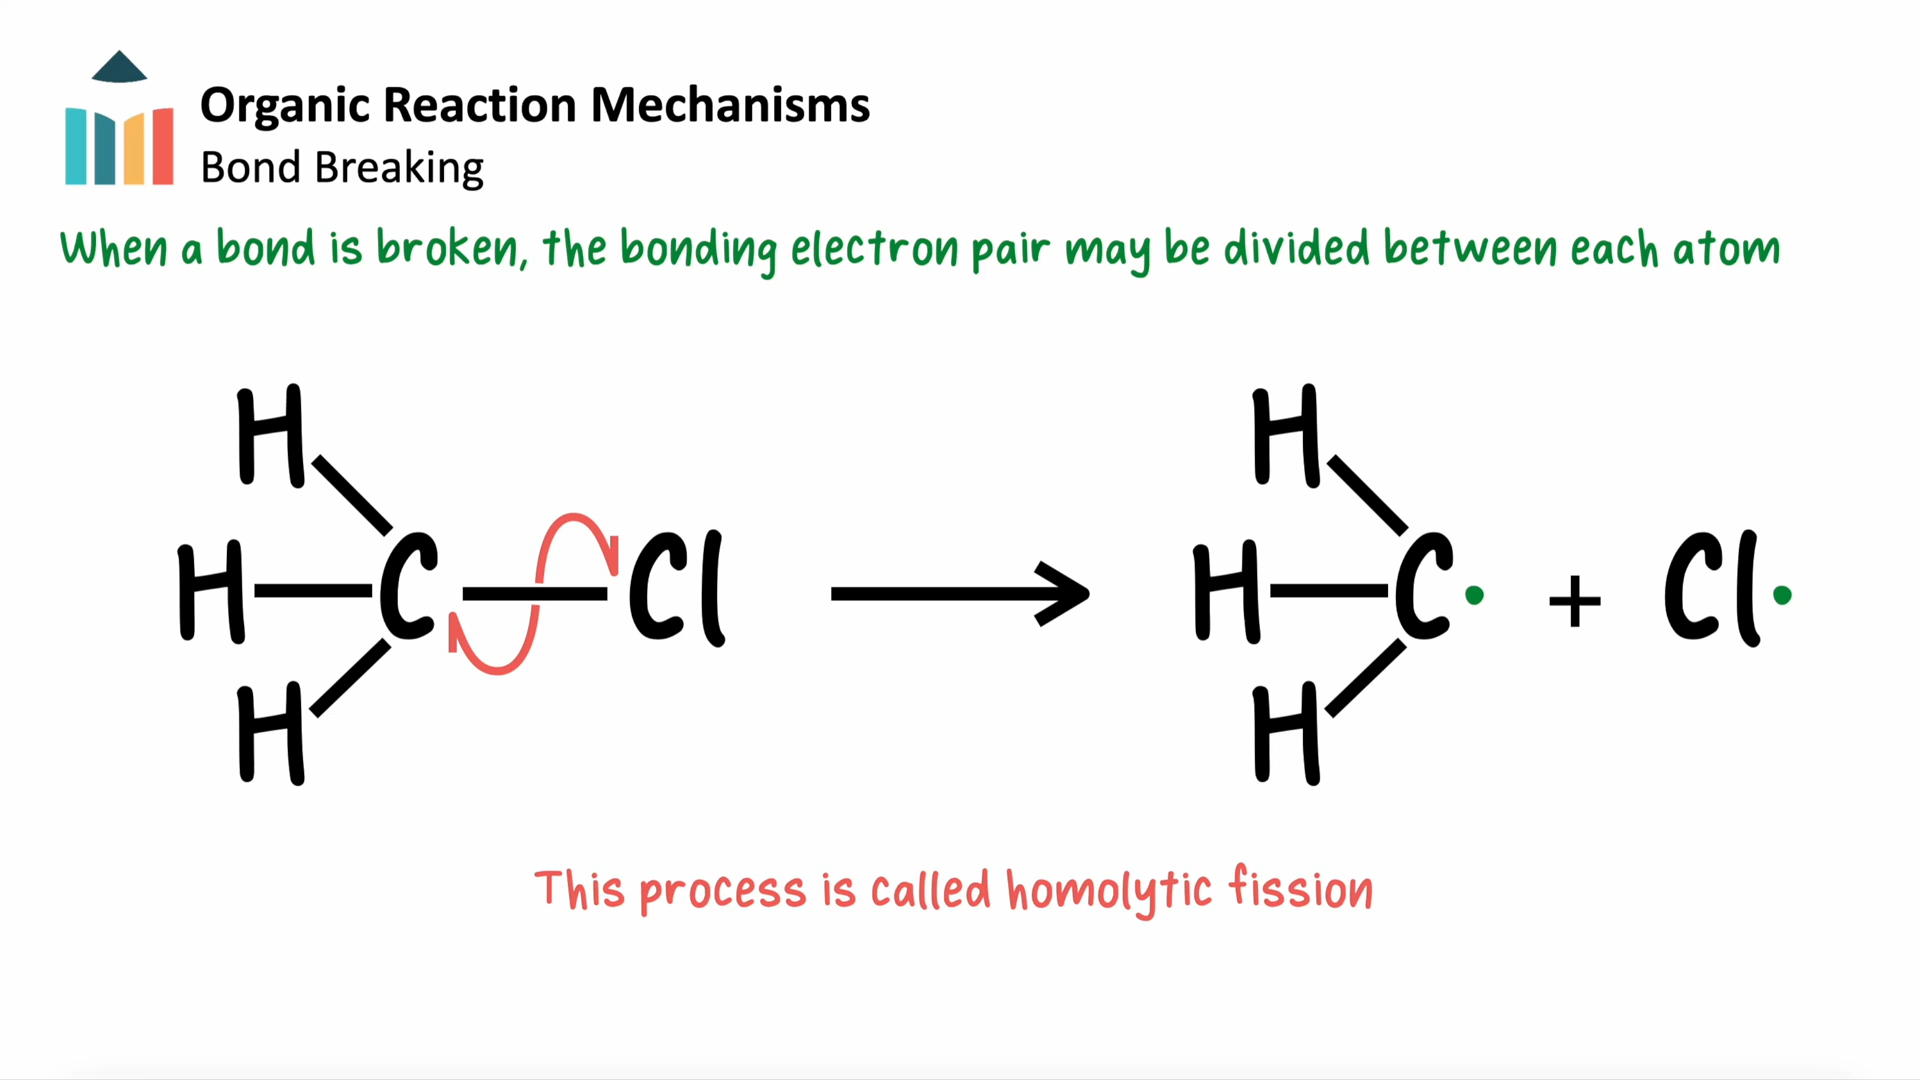 Organic Reaction Mechanisms
Bond Breaking
When a bond is broken, the bonding electron pair may be divided between each atom
H H
H C Cl H C • + Cl •
H H
This process is called homolytic fission